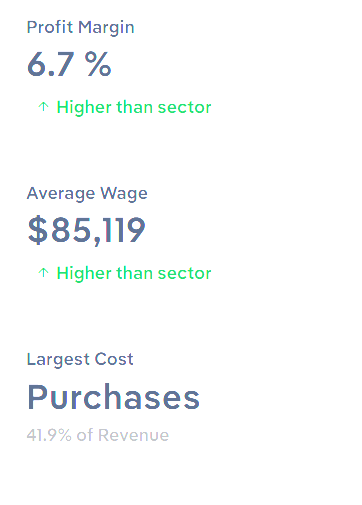 Profit Margin
6.7 %
↑ Higher than sector
Average Wage
$85,119
↑ Higher than sector
Largest Cost
Purchases
41.9% of Revenue